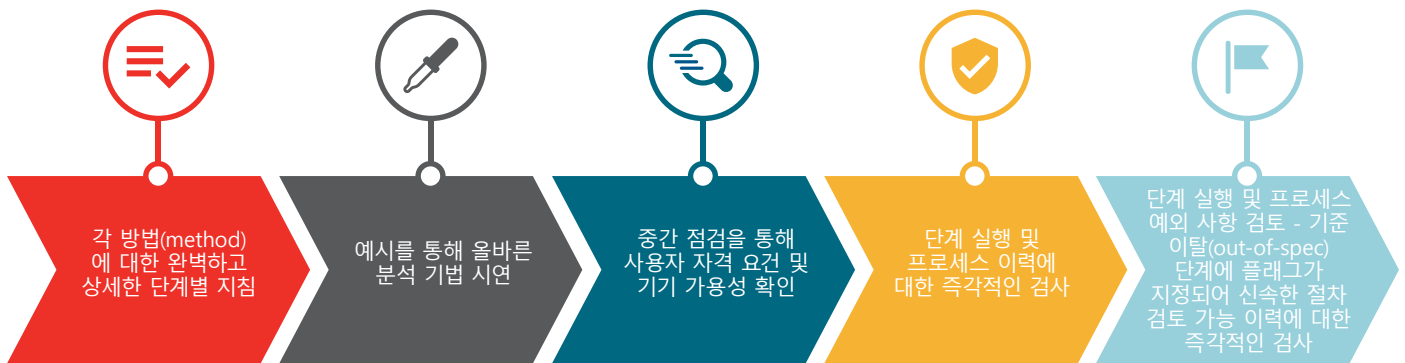 각 방법(method)
에 대한 완벽하고
상세한 단계별 지침
예시를 통해 올바른
분석 기법 시연
중간 점검을 통해
사용자 자격 요건 및
기기 가용성 확인
단계 실행 및
프로세스 이력에
대한 즉각적인 검사
단계 실행 및 프로세스
예외 사항 검토 - 기준
이탈(out-of-spec)
단계에 플래그가
지정되어 신속한 절차
검토 가능 이력에 대한
즉각적인 검사